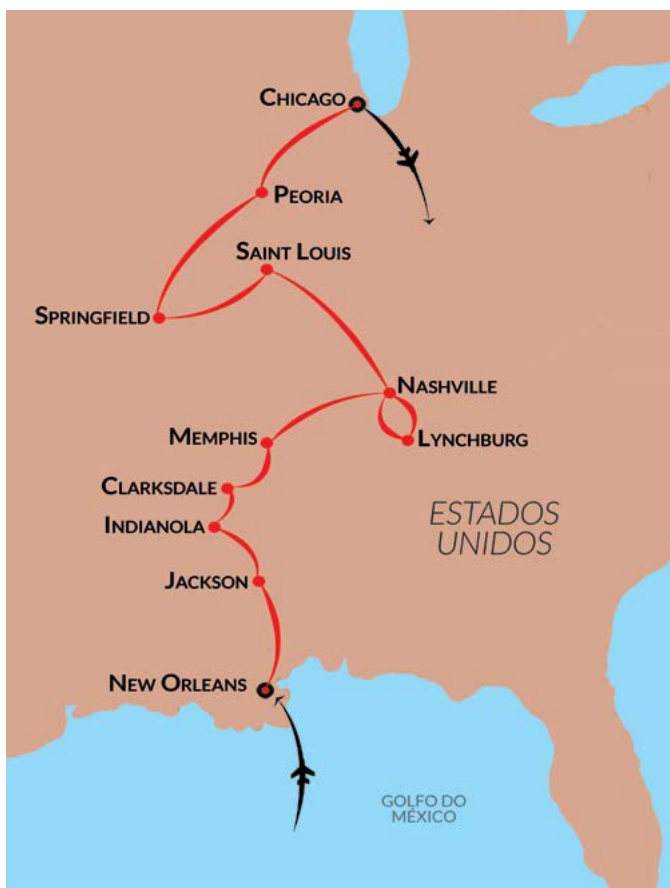 CHICAGO
PEORIA
SAINT LOUIS
SPRINGFIELD
NASHVILLE
MEMPHIS
LYNCHBURG
CLARKSDALE
INDIANOLA
ESTADOS
UNIDOS
JACKSON
NEW ORLEANS
GOLFO DO
MÉXICO